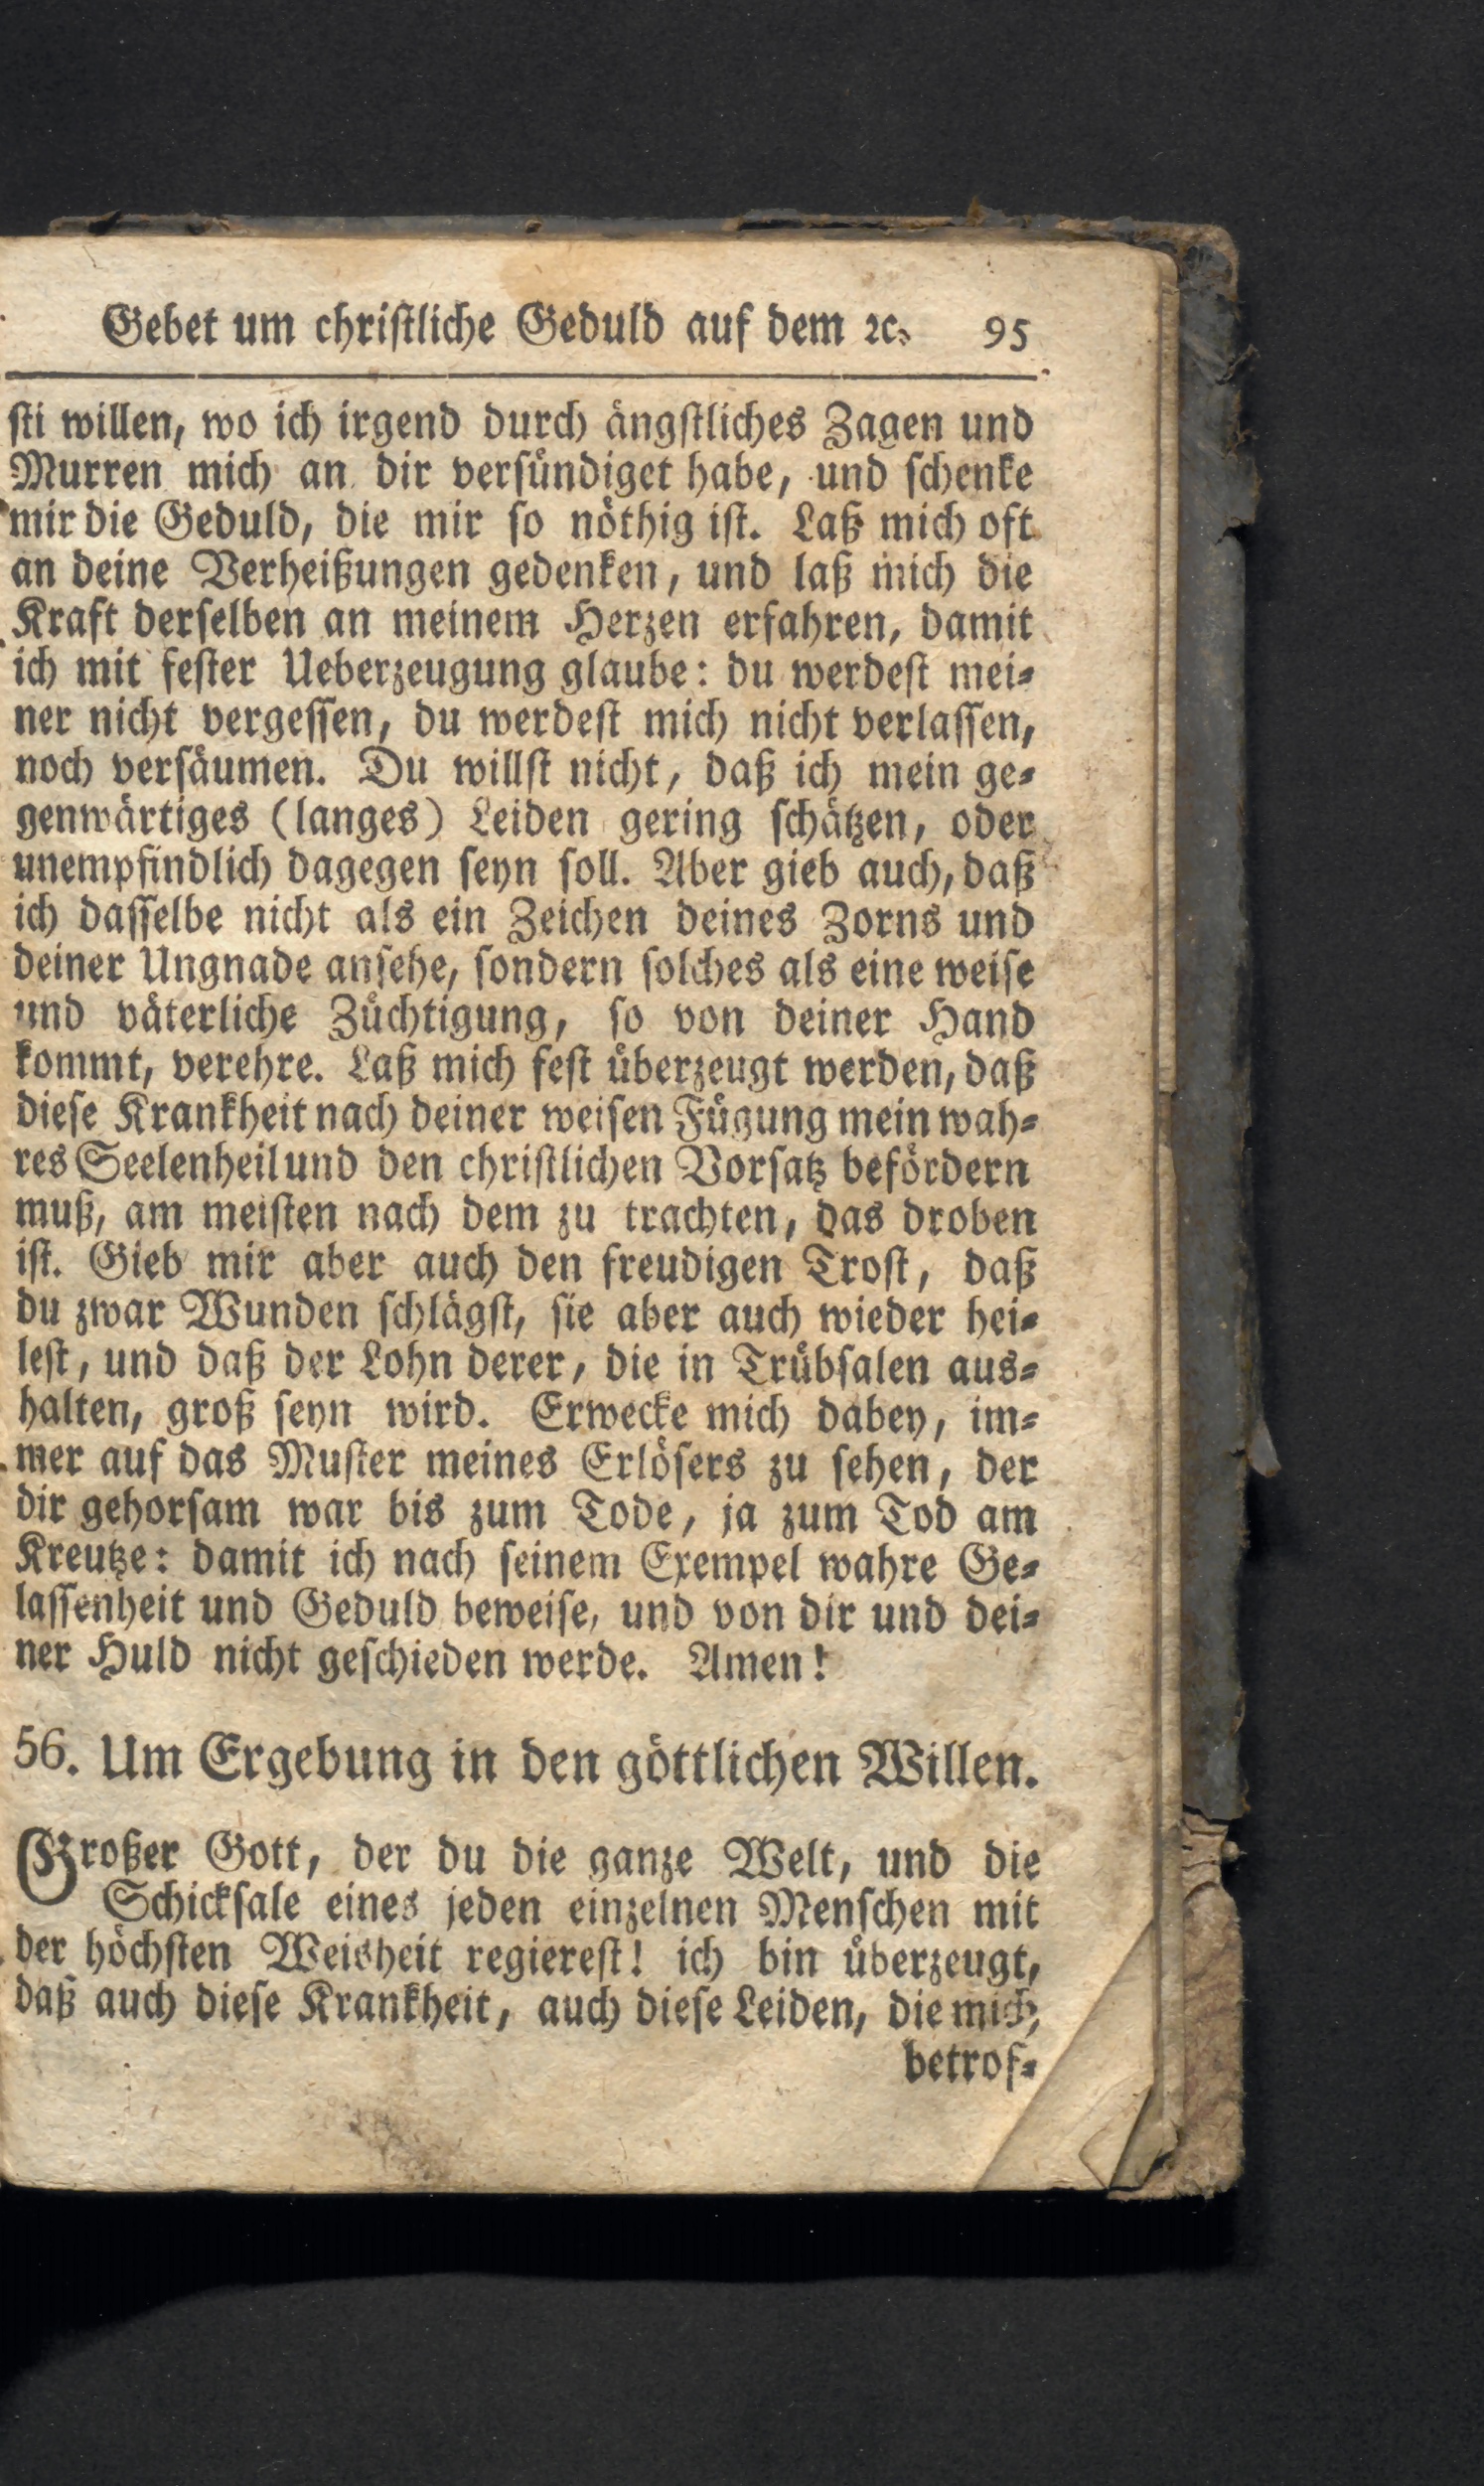 Gebet um chriſtliche Geduld auf dem ꝛc. 95
ſti willen, wo ich irgend durch ängſtliches Zagen und
Murren mich an dir verſündiget habe, und ſchenke
mir die Geduld, die mir ſo nöthig iſt. Laß mich oft
an deine Verheißungen gedenken, und laß mich die
Kraft derſelben an meinem Herzen erfahren, damit
ich mit feſter Ueberzeugung glaube: du werdeſt mei⸗
ner nicht vergeſſen, du werdeſt mich nicht verlaſſen,
noch verſäumen. Du willſt nicht, daß ich mein ge⸗
genwärtiges (langes) Leiden gering ſchätzen, oder
unempfindlich dagegen ſeyn ſoll. Aber gieb auch, daß
ich daſſelbe nicht als ein Zeichen deines Zorns und
deiner Ungnade anſehe, ſondern ſolches als eine weiſe
und väterliche Züchtigung, ſo von deiner Hand
kommt, verehre. Laß mich feſt überzeugt werden, daß
dieſe Krankheit nach deiner weiſen Fügung mein wah⸗
res Seelenheil und den chriſtlichen Vorſatz befördern
muß, am meiſten nach dem zu trachten, das droben
iſt. Gieb mir aber auch den freudigen Troſt, daß
du zwar Wunden ſchlägſt, ſie aber auch wieder hei⸗
leſt, und daß der Lohn derer, die in Trübſalen aus⸗
halten, groß ſeyn wird. Erwecke mich dabey, im⸗
mer auf das Muſter meines Erlöſers zu ſehen, der
dir gehorſam war bis zum Tode, ja zum Tod am
Kreutze: damit ich nach ſeinem Exempel wahre Ge⸗
laſſenheit und Geduld beweiſe, und von dir und dei⸗
ner Huld nicht geſchieden werde. Amen!
56. Um Ergebung in den göttlichen Willen.
Großer Gott, der du die ganze Welt, und die
Schickſale eines jeden einzelnen Menſchen mit
der höchſten Weisheit regiereſt! ich bin überzeugt,
daß auch dieſe Krankheit, auch dieſe Leiden, die mich,
betrof⸗